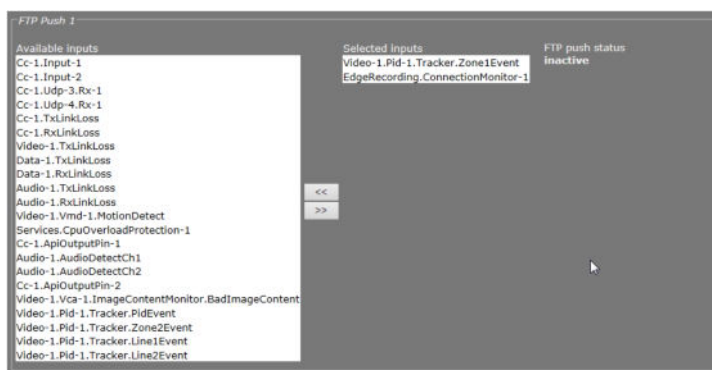 FTP Push 1
Available inputs
Cc-1.Input-1
Cc-1.Input-2
Cc-1.Udp-3.Rx-1
Cc-1.Udp-4.Rx-1
Cc-1.TxLinkLoss
Cc-1.RxLinkLoss
Video-1.TxLinkLoss
Data-1.TxLinkLoss
Data-1.RxLinkLoss
Audio-1.TxLinkLoss
Audio-1.RxLinkLoss
Video-1.Vmd-1.MotionDetect
Services.CpuOverloadProtection-1
Cc-1.ApiOutputPin-1
Audio-1.AudioDetectCh1
Audio-1.AudioDetectCh2
Cc-1.ApiOutputPin-2
Video-1.Vca-1.ImageContentMonitor.BadImageContent
Video-1.Pid-1.Tracker.PidEvent
Video-1.Pid-1.Tracker.Zone2Event
Video-1.Pid-1.Tracker.Line1Event
Video-1.Pid-1.Tracker.Line2Event
<<
>>
Selected inputs
Video-1.Pid-1.Tracker.Zone1Event
EdgeRecording.ConnectionMonitor-1
FTP push status
inactive